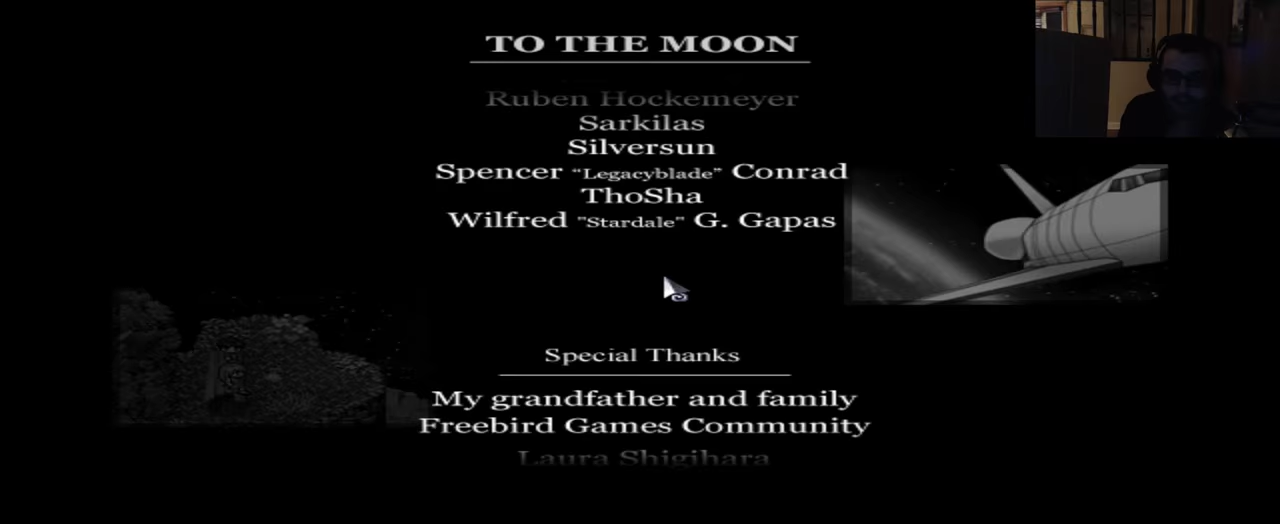 TO THE MOON
Ruben Hockemeyer
Sarkilas
Silversun
Spencer "Legacyblade" Conrad
ThoSha
Wilfred "Stardale" G. Gapas
Special Thanks
My grandfather and family
Freebird Games Community
Laura Shigihara